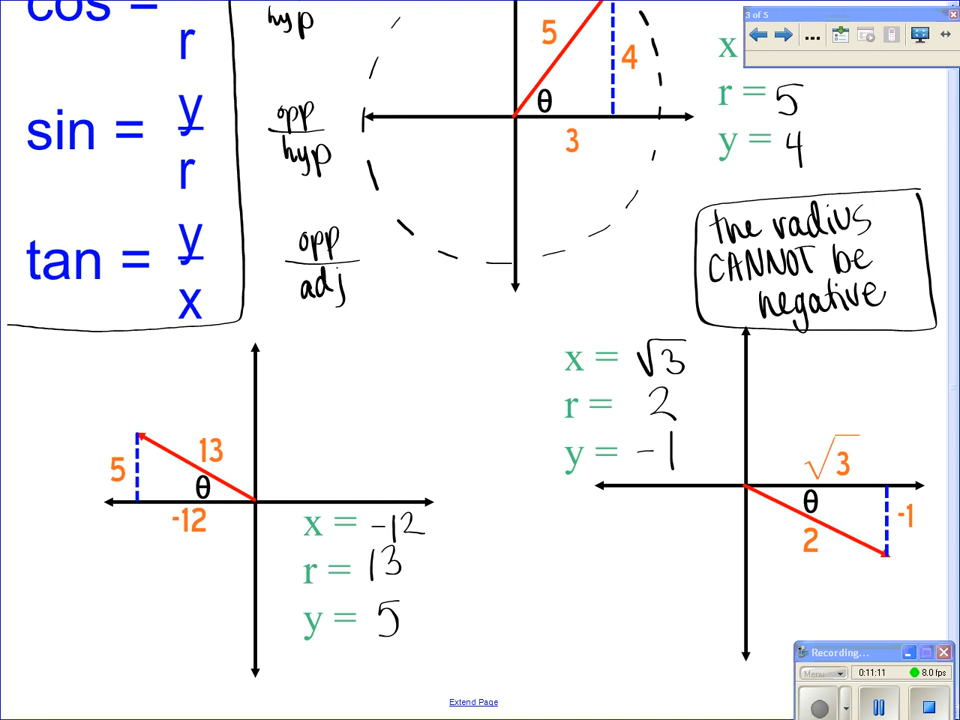 cos =
r
hyp
sin =
y
r
opp
hyp
tan =
y
x
opp
adj
5
4
θ
3
3 of 5
...
x
r = 5
y = 4
the radius
CANNOT be
negative
5
13
θ
-12
x = -12
r = 13
y = 5
x = √3
r = 2
y = -1
√3
θ
-1
2
Recording...
Menu
0:11:11
8.0 fps
Extend Page